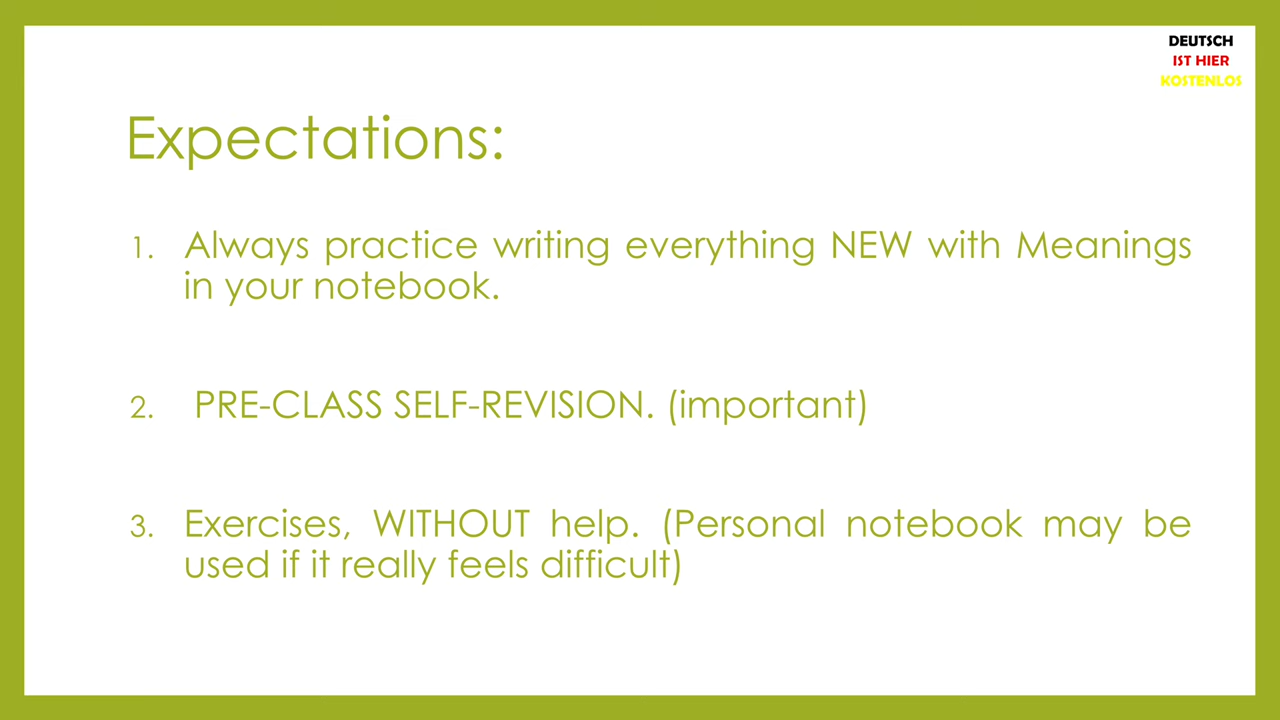 DEUTSCH
IST HIER
KOSTENLOS
Expectations:
1. Always practice writing everything NEW with Meanings
in your notebook.
2. PRE-CLASS SELF-REVISION. (important)
3. Exercises, WITHOUT help. (Personal notebook may be
used if it really feels difficult)